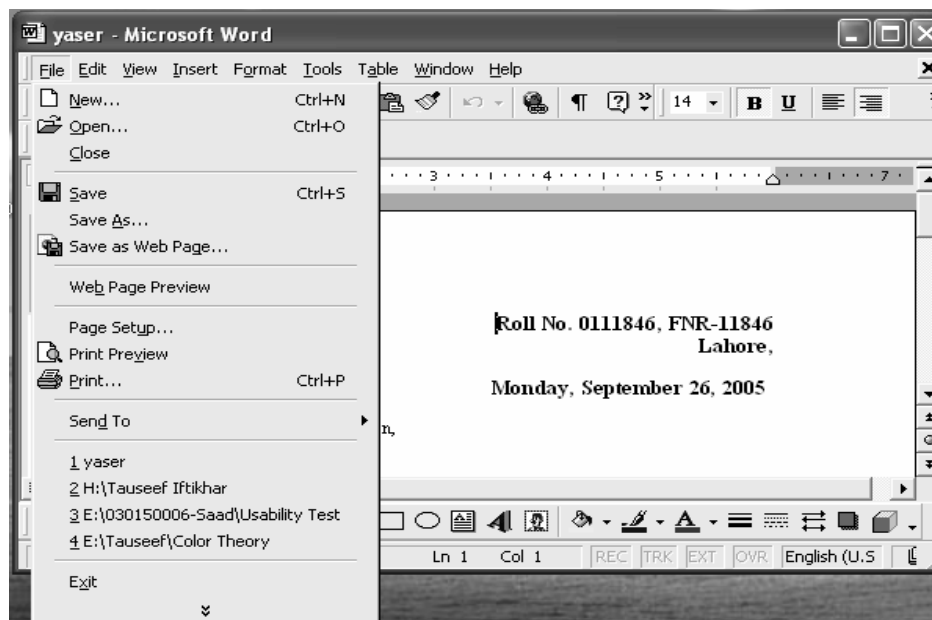 yaser - Microsoft Word
File Edit View Insert Format Tools Table Window Help
New... Ctrl+N
14 B U
Open... Ctrl+O
Close
3 4 5 7
Save Ctrl+S
Save As...
Save as Web Page...
Web Page Preview
Page Setup...
Roll No. 0111846, FNR-11846
Print Preview
Lahore,
Print... Ctrl+P
Monday, September 26, 2005
Send To
n,
1 yaser
2 H:\Tauseef Iftikhar
3 E:\030150006-Saad\Usability Test
4 E:\Tauseef\Color Theory
Ln 1 Col 1 REC TRK EXT OVR English (U.S
Exit